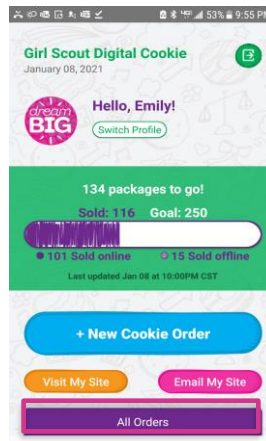 53% 9:55 PM
Girl Scout Digital Cookie
January 08, 2021
dream
BIG
Hello, Emily!
Switch Profile
134 packages to go!
Sold: 116 Goal: 250
101 Sold online 15 Sold offline
Last updated Jan 08 at 10:00PM CST
+ New Cookie Order
Visit My Site Email My Site
All Orders